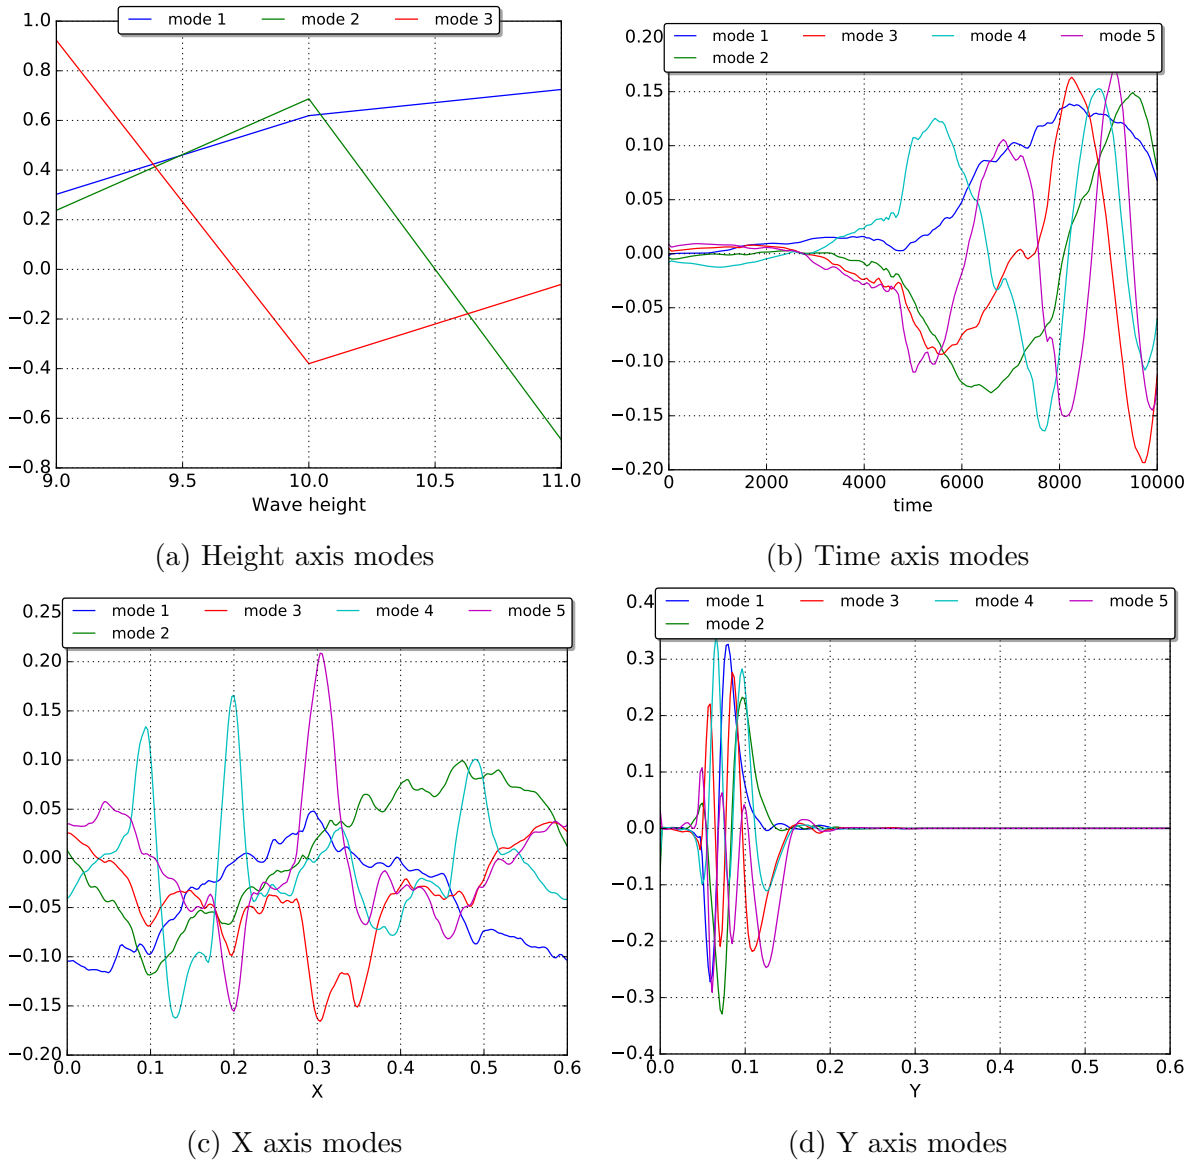 mode 1 mode 2 mode 3
1.0
0.8
0.6
0.4
0.2
0.0
−0.2
−0.4
−0.6
−0.8
9.0 9.5 10.0 10.5 11.0
Wave height
(a) Height axis modes
mode 1 mode 3 mode 4 mode 5
mode 2
0.20
0.15
0.10
0.05
0.00
−0.05
−0.10
−0.15
−0.20
0 2000 4000 6000 8000 10000
time
(b) Time axis modes
mode 1 mode 3 mode 4 mode 5
mode 2
0.25
0.20
0.15
0.10
0.05
0.00
−0.05
−0.10
−0.15
−0.20
0.0 0.1 0.2 0.3 0.4 0.5 0.6
X
(c) X axis modes
mode 1 mode 3 mode 4 mode 5
mode 2
0.4
0.3
0.2
0.1
0.0
−0.1
−0.2
−0.3
−0.4
0.0 0.1 0.2 0.3 0.4 0.5 0.6
Y
(d) Y axis modes